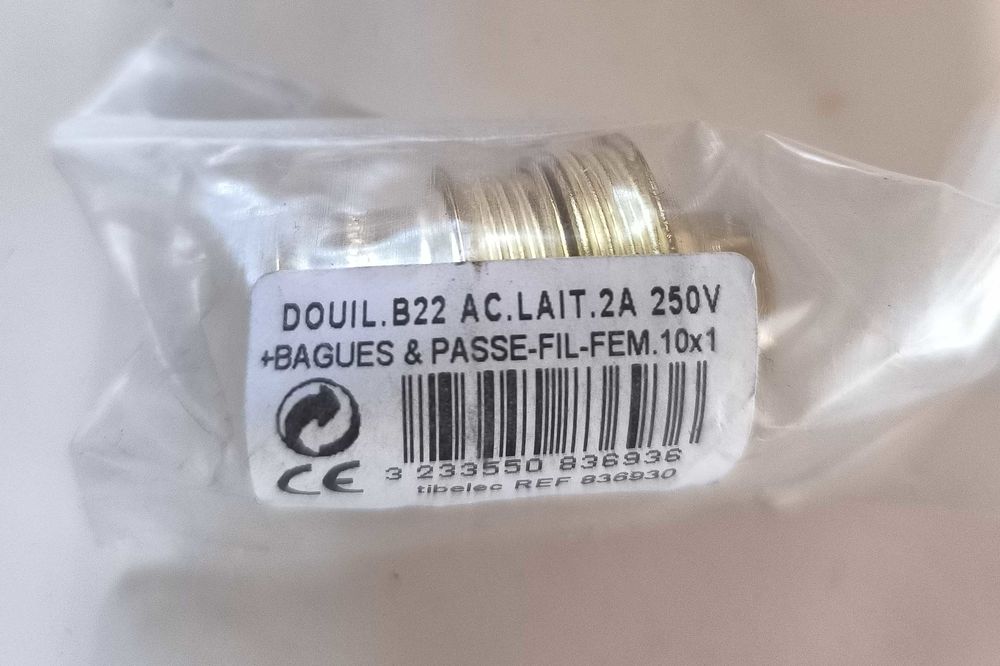 DOUIL.B22 AC.LAIT.2A 250V
+BAGUES & PASSE-FIL-FEM.10x1
CE
3 233550 836936
tibelec REF 836930